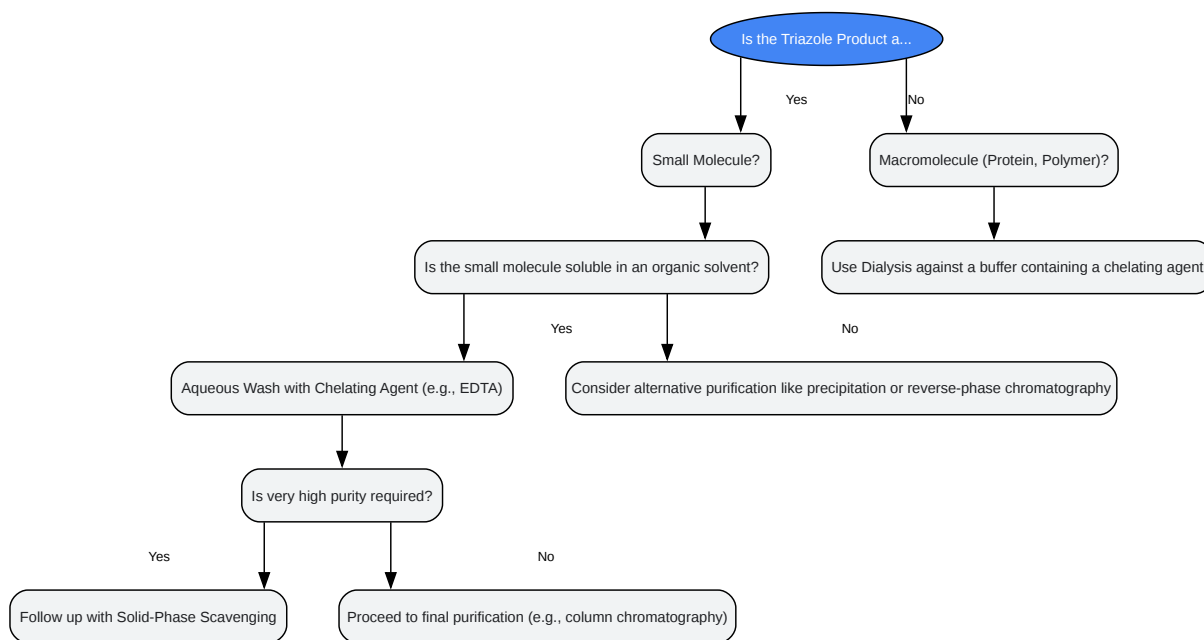 Is the Triazole Product a...
Yes
No
Small Molecule?
Macromolecule (Protein, Polymer)?
Is the small molecule soluble in an organic solvent?
Use Dialysis against a buffer containing a chelating agent
Yes
No
Aqueous Wash with Chelating Agent (e.g., EDTA)
Consider alternative purification like precipitation or reverse-phase chromatography
Is very high purity required?
Yes
No
Follow up with Solid-Phase Scavenging
Proceed to final purification (e.g., column chromatography)